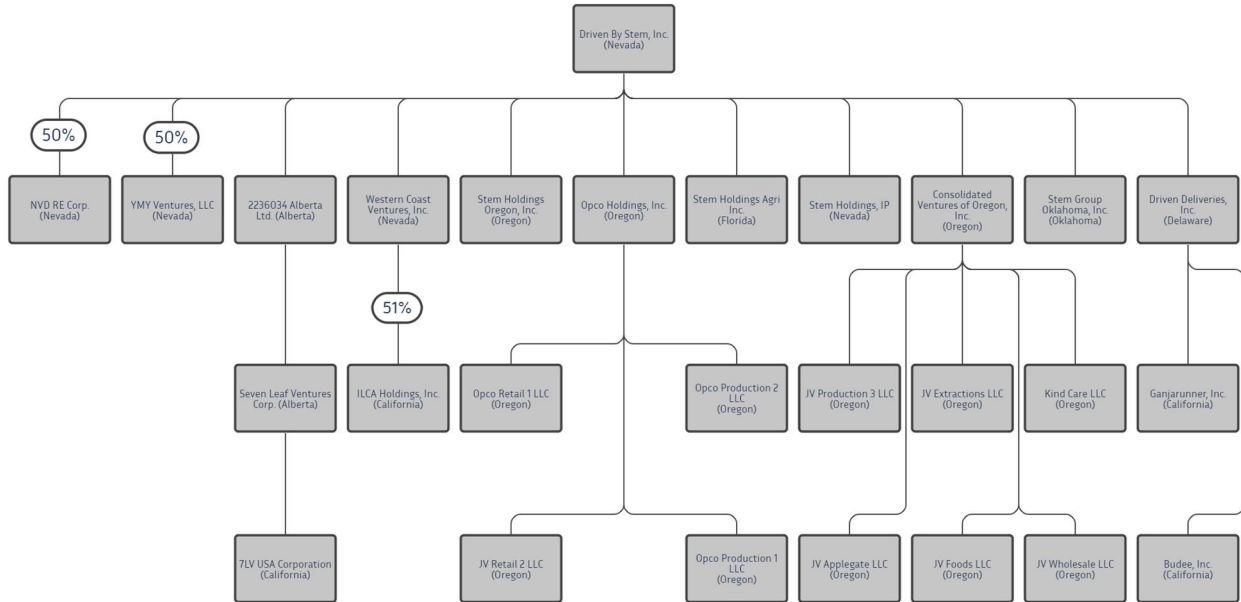 Driven By Stem, Inc.
(Nevada)
50%
50%
NVD RE Corp.
(Nevada)
YMY Ventures, LLC
(Nevada)
2236034 Alberta
Ltd. (Alberta)
Western Coast
Ventures, Inc.
(Nevada)
Stem Holdings
Oregon, Inc.
(Oregon)
Opco Holdings, Inc.
(Oregon)
Stem Holdings Agri
Inc.
(Florida)
Stem Holdings, IP
(Nevada)
Consolidated
Ventures of Oregon,
Inc.
(Oregon)
Stem Group
Oklahoma, Inc.
(Oklahoma)
Driven Deliveries,
Inc.
(Delaware)
51%
Seven Leaf Ventures
Corp. (Alberta)
ILCA Holdings, Inc.
(California)
Opco Retail 1 LLC
(Oregon)
Opco Production 2
LLC
(Oregon)
JV Production 3 LLC
(Oregon)
JV Extractions LLC
(Oregon)
Kind Care LLC
(Oregon)
Ganjarunner, Inc.
(California)
7LV USA Corporation
(California)
JV Retail 2 LLC
(Oregon)
Opco Production 1
LLC
(Oregon)
JV Applegate LLC
(Oregon)
JV Foods LLC
(Oregon)
JV Wholesale LLC
(Oregon)
Budee, Inc.
(California)